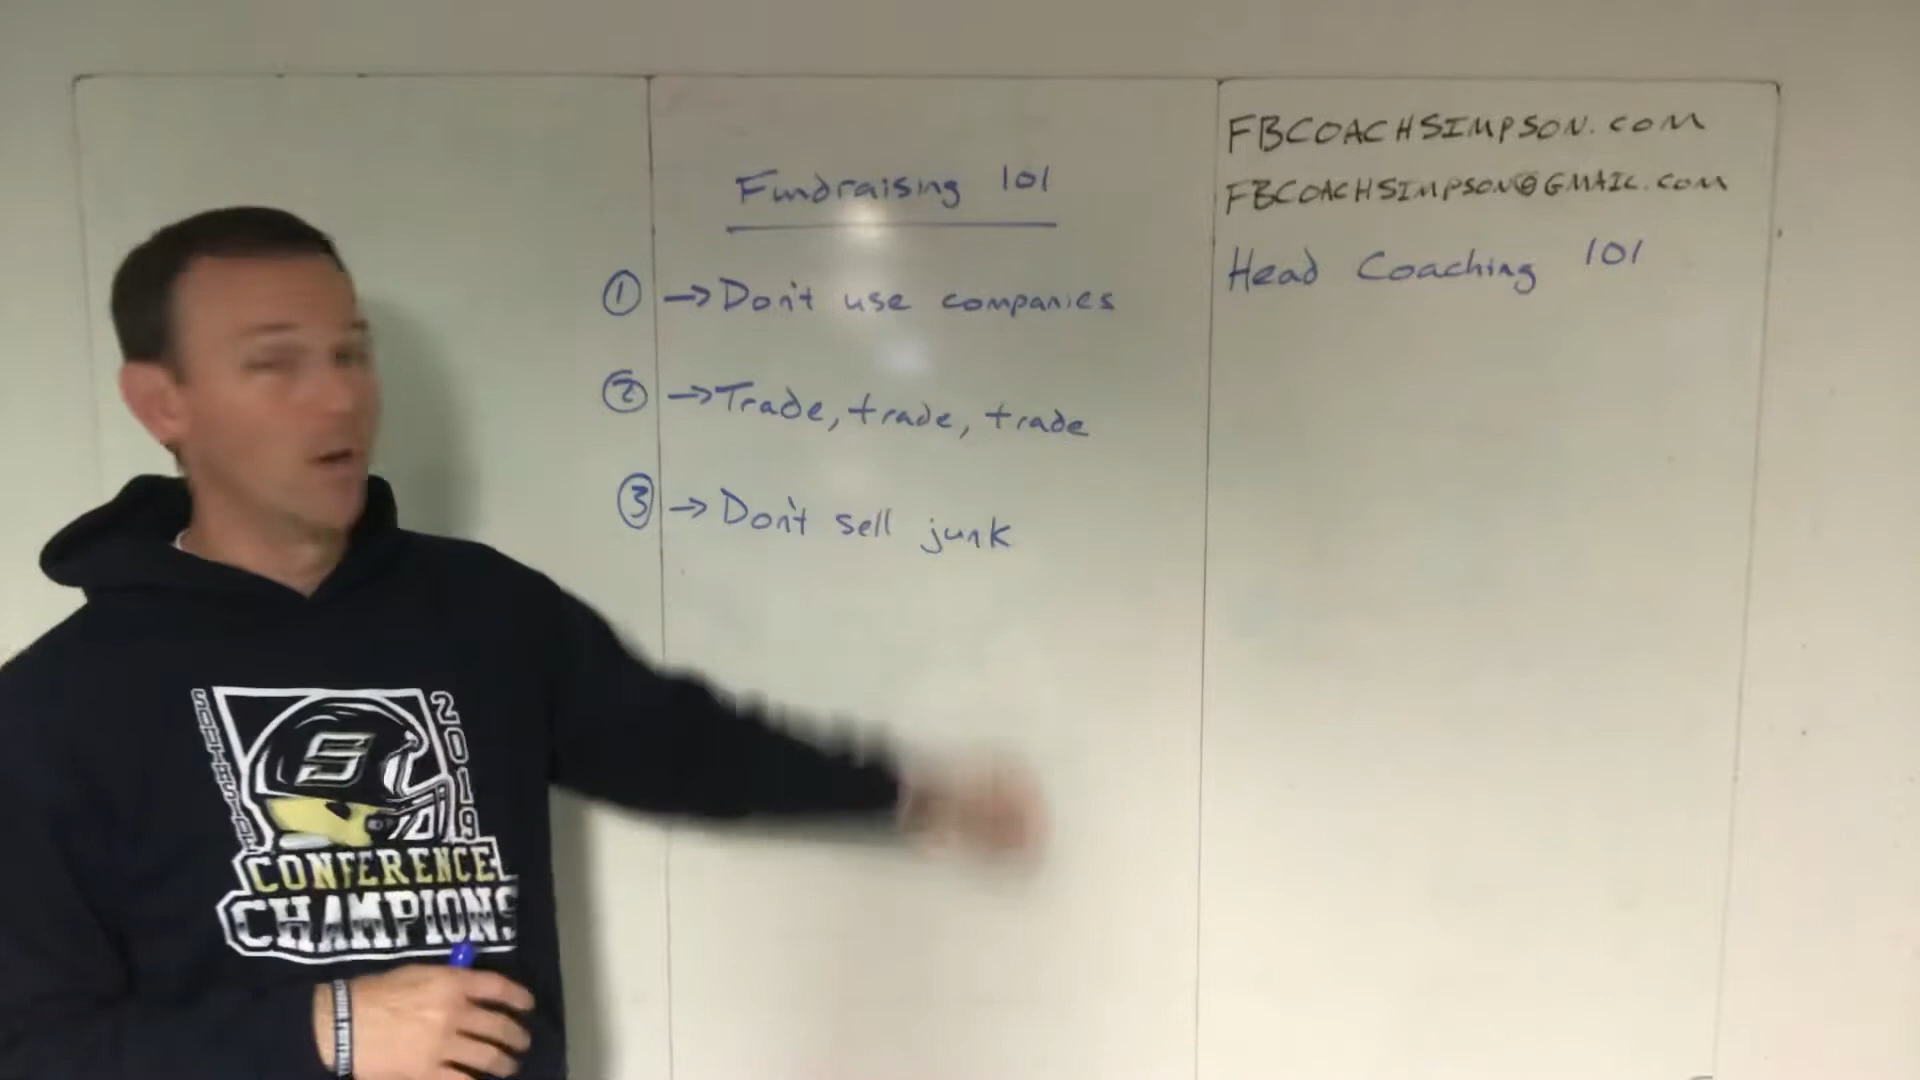 Fundraising 101
① → Don't use companies
② → Trade, trade, trade
③ → Don't sell junk
FBCOACHSIMPSON.COM
FBCOACHSIMPSON@GMAIL.COM
Head Coaching 101
SOUTHSIDE
2019
S
CONFERENCE
CHAMPIONS
FOOTBALL